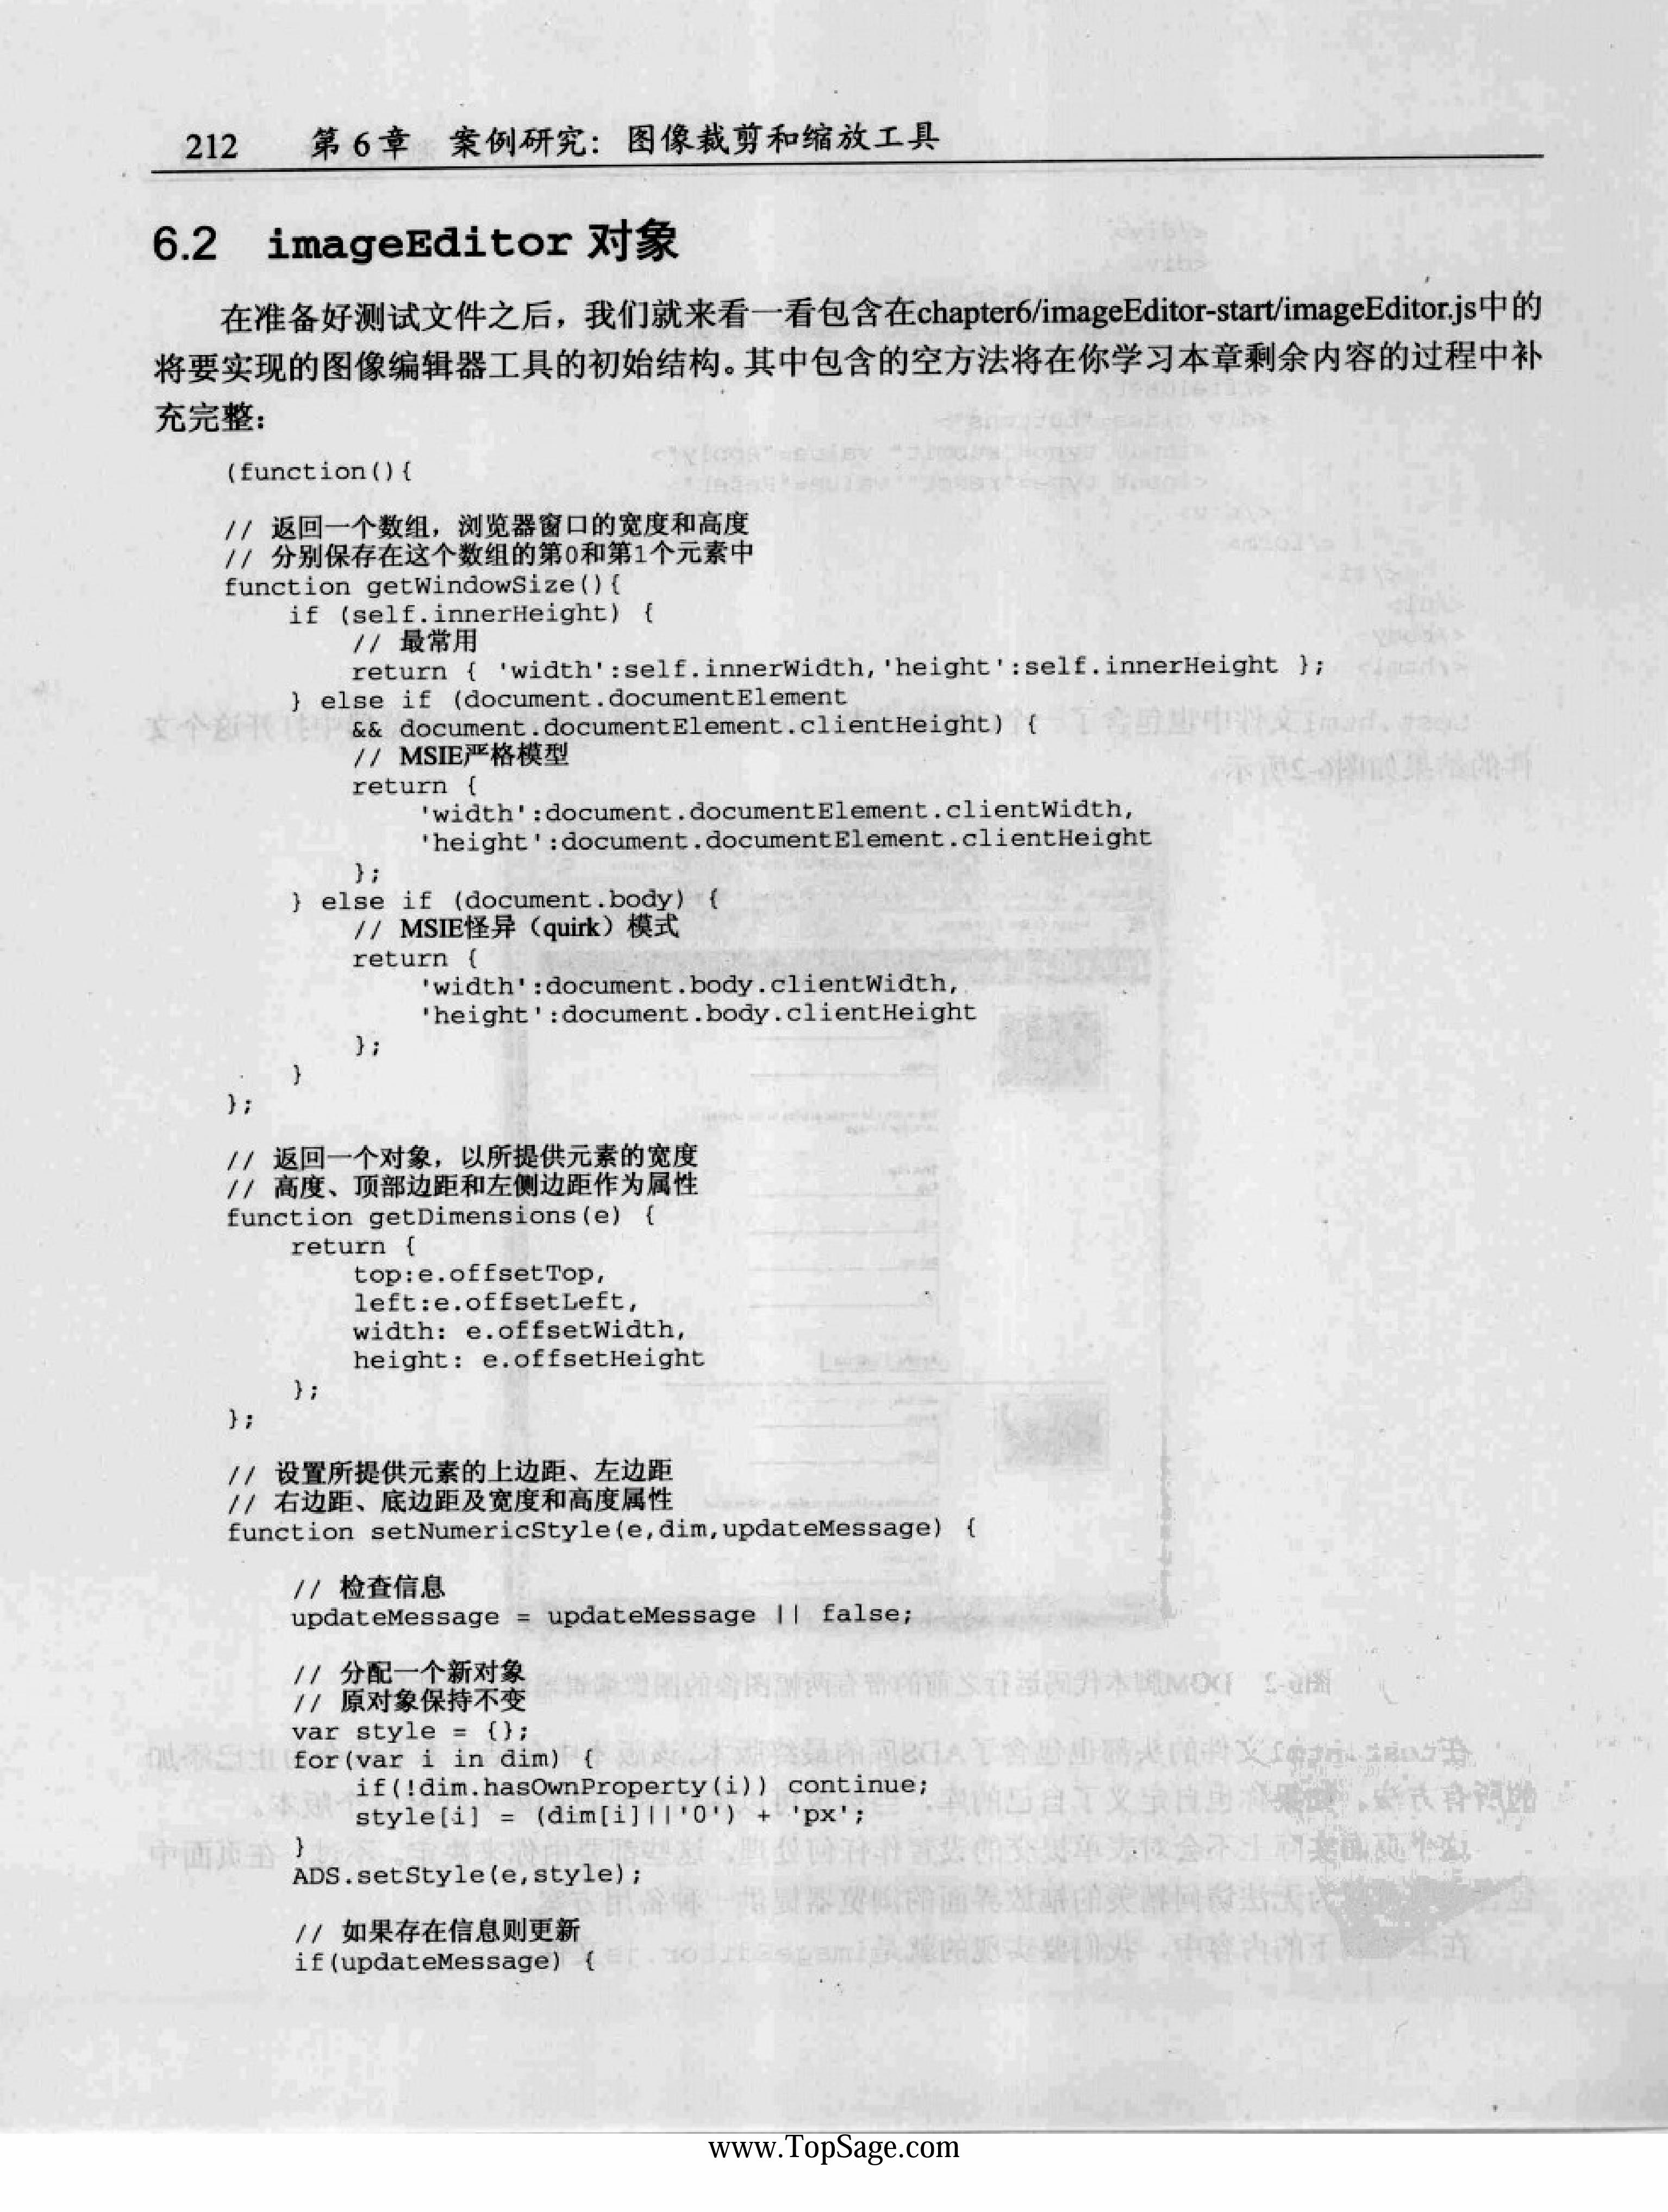 212 第 6 章 案例研究：图像裁剪和缩放工具
6.2 imageEditor 对象
在准备好测试文件之后，我们就来看一看包含在chapter6/imageEditor-start/imageEditor.js中的
将要实现的图像编辑器工具的初始结构。其中包含的空方法将在你学习本章剩余内容的过程中补
充完整：
(function(){
// 返回一个数组，浏览器窗口的宽度和高度
// 分别保存在这个数组的第0和第1个元素中
function getWindowSize(){
if (self.innerHeight) {
// 最常用
return { 'width':self.innerWidth,'height':self.innerHeight };
} else if (document.documentElement
&& document.documentElement.clientHeight) {
// MSIE严格模型
return {
'width':document.documentElement.clientWidth,
'height':document.documentElement.clientHeight
};
} else if (document.body) {
// MSIE怪异（quirk）模式
return {
'width':document.body.clientWidth,
'height':document.body.clientHeight
};
}
};
// 返回一个对象，以所提供元素的宽度
// 高度、顶部边距和左侧边距作为属性
function getDimensions(e) {
return {
top:e.offsetTop,
left:e.offsetLeft,
width: e.offsetWidth,
height: e.offsetHeight
};
};
// 设置所提供元素的上边距、左边距
// 右边距、底边距及宽度和高度属性
function setNumericStyle(e,dim,updateMessage) {
// 检查信息
updateMessage = updateMessage || false;
// 分配一个新对象
// 原对象保持不变
var style = {};
for(var i in dim) {
if(!dim.hasOwnProperty(i)) continue;
style[i] = (dim[i]||'0') + 'px';
}
ADS.setStyle(e,style);
// 如果存在信息则更新
if(updateMessage) {
www.TopSage.com